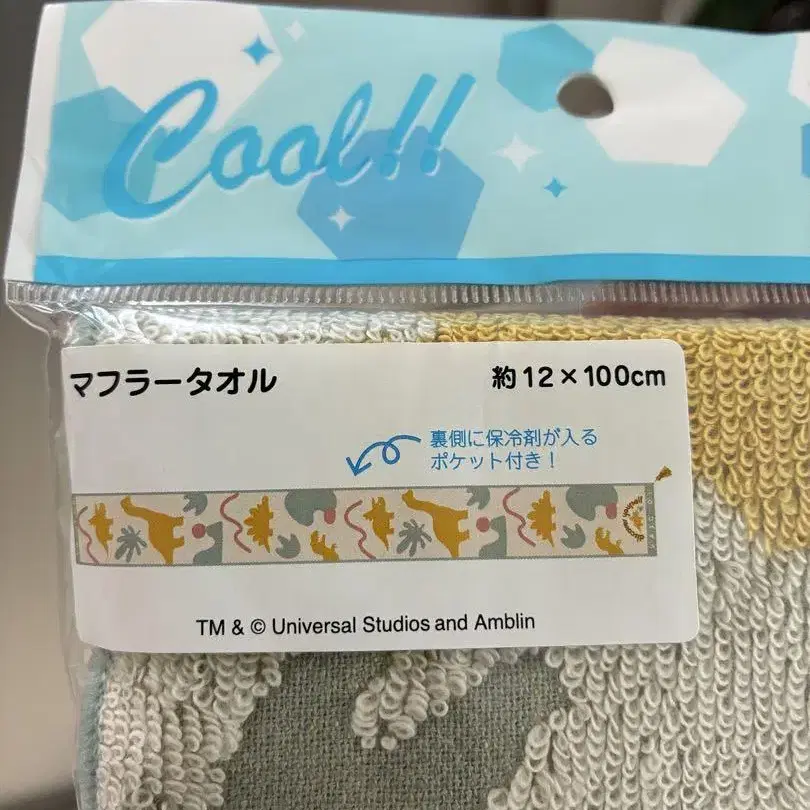 Cool!!
マフラータオル
約12×100cm
裏側に保冷剤が入る
ポケット付き!
TM & © Universal Studios and Amblin